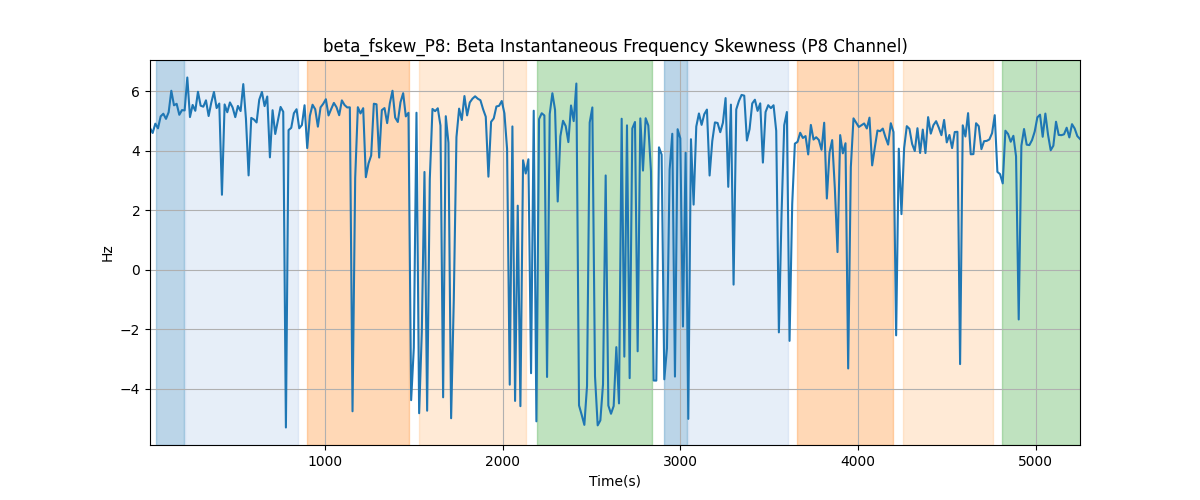 beta_fskew_P8: Beta Instantaneous Frequency Skewness (P8 Channel)
6
4
2
0
−2
−4
Hz
1000 2000 3000 4000 5000
Time(s)